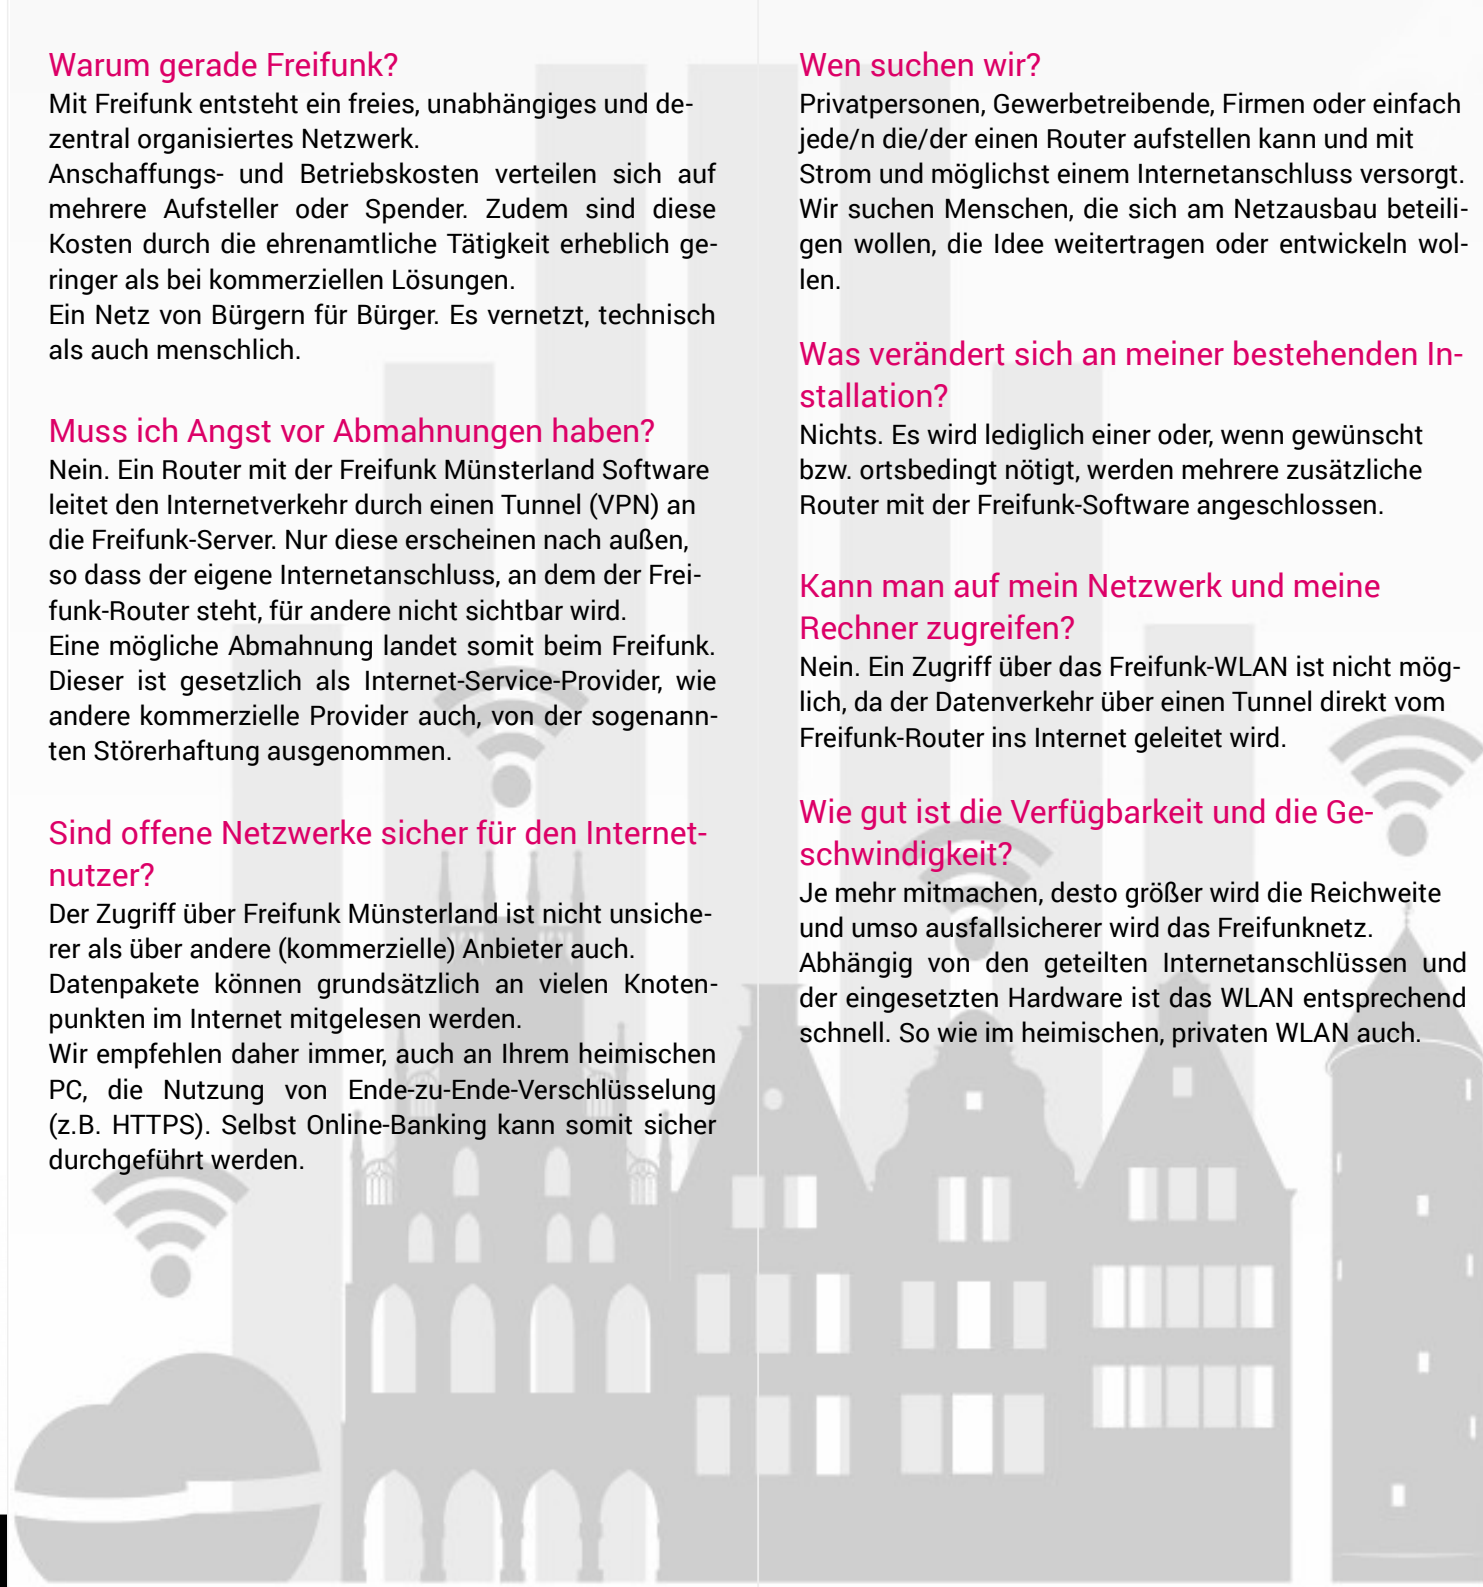 Warum gerade Freifunk?
Mit Freifunk entsteht ein freies, unabhängiges und de-
zentral organisiertes Netzwerk.
Anschaffungs- und Betriebskosten verteilen sich auf
mehrere Aufsteller oder Spender. Zudem sind diese
Kosten durch die ehrenamtliche Tätigkeit erheblich ge-
ringer als bei kommerziellen Lösungen.
Ein Netz von Bürgern für Bürger. Es vernetzt, technisch
als auch menschlich.
Muss ich Angst vor Abmahnungen haben?
Nein. Ein Router mit der Freifunk Münsterland Software
leitet den Internetverkehr durch einen Tunnel (VPN) an
die Freifunk-Server. Nur diese erscheinen nach außen,
so dass der eigene Internetanschluss, an dem der Frei-
funk-Router steht, für andere nicht sichtbar wird.
Eine mögliche Abmahnung landet somit beim Freifunk.
Dieser ist gesetzlich als Internet-Service-Provider, wie
andere kommerzielle Provider auch, von der sogenann-
ten Störerhaftung ausgenommen.
Sind offene Netzwerke sicher für den Internet-
nutzer?
Der Zugriff über Freifunk Münsterland ist nicht unsiche-
rer als über andere (kommerzielle) Anbieter auch.
Datenpakete können grundsätzlich an vielen Knoten-
punkten im Internet mitgelesen werden.
Wir empfehlen daher immer, auch an Ihrem heimischen
PC, die Nutzung von Ende-zu-Ende-Verschlüsselung
(z.B. HTTPS). Selbst Online-Banking kann somit sicher
durchgeführt werden.
Wen suchen wir?
Privatpersonen, Gewerbetreibende, Firmen oder einfach
jede/n die/der einen Router aufstellen kann und mit
Strom und möglichst einem Internetanschluss versorgt.
Wir suchen Menschen, die sich am Netzausbau beteili-
gen wollen, die Idee weitertragen oder entwickeln wol-
len.
Was verändert sich an meiner bestehenden In-
stallation?
Nichts. Es wird lediglich einer oder, wenn gewünscht
bzw. ortsbedingt nötigt, werden mehrere zusätzliche
Router mit der Freifunk-Software angeschlossen.
Kann man auf mein Netzwerk und meine
Rechner zugreifen?
Nein. Ein Zugriff über das Freifunk-WLAN ist nicht mög-
lich, da der Datenverkehr über einen Tunnel direkt vom
Freifunk-Router ins Internet geleitet wird.
Wie gut ist die Verfügbarkeit und die Ge-
schwindigkeit?
Je mehr mitmachen, desto größer wird die Reichweite
und umso ausfallsicherer wird das Freifunknetz.
Abhängig von den geteilten Internetanschlüssen und
der eingesetzten Hardware ist das WLAN entsprechend
schnell. So wie im heimischen, privaten WLAN auch.